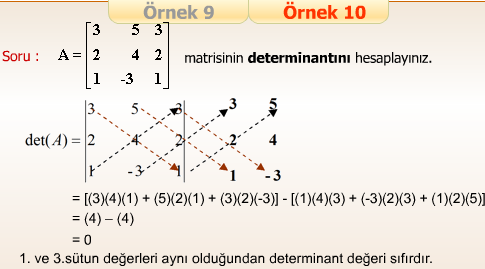 Örnek 9 Örnek 10
3 5 3
Soru : A = 2 4 2 matrisinin determinantını hesaplayınız.
1 -3 1
3 5 3 3 5
det(A) = 2 4 2 2 4
1 -3 1 1 -3
= [(3)(4)(1) + (5)(2)(1) + (3)(2)(-3)] - [(1)(4)(3) + (-3)(2)(3) + (1)(2)(5)]
= (4) – (4)
= 0
1. ve 3.sütun değerleri aynı olduğundan determinant değeri sıfırdır.